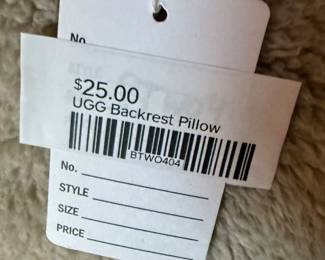 No.
$25.00
UGG Backrest Pillow
BTWO404
No.
STYLE
SIZE
PRICE